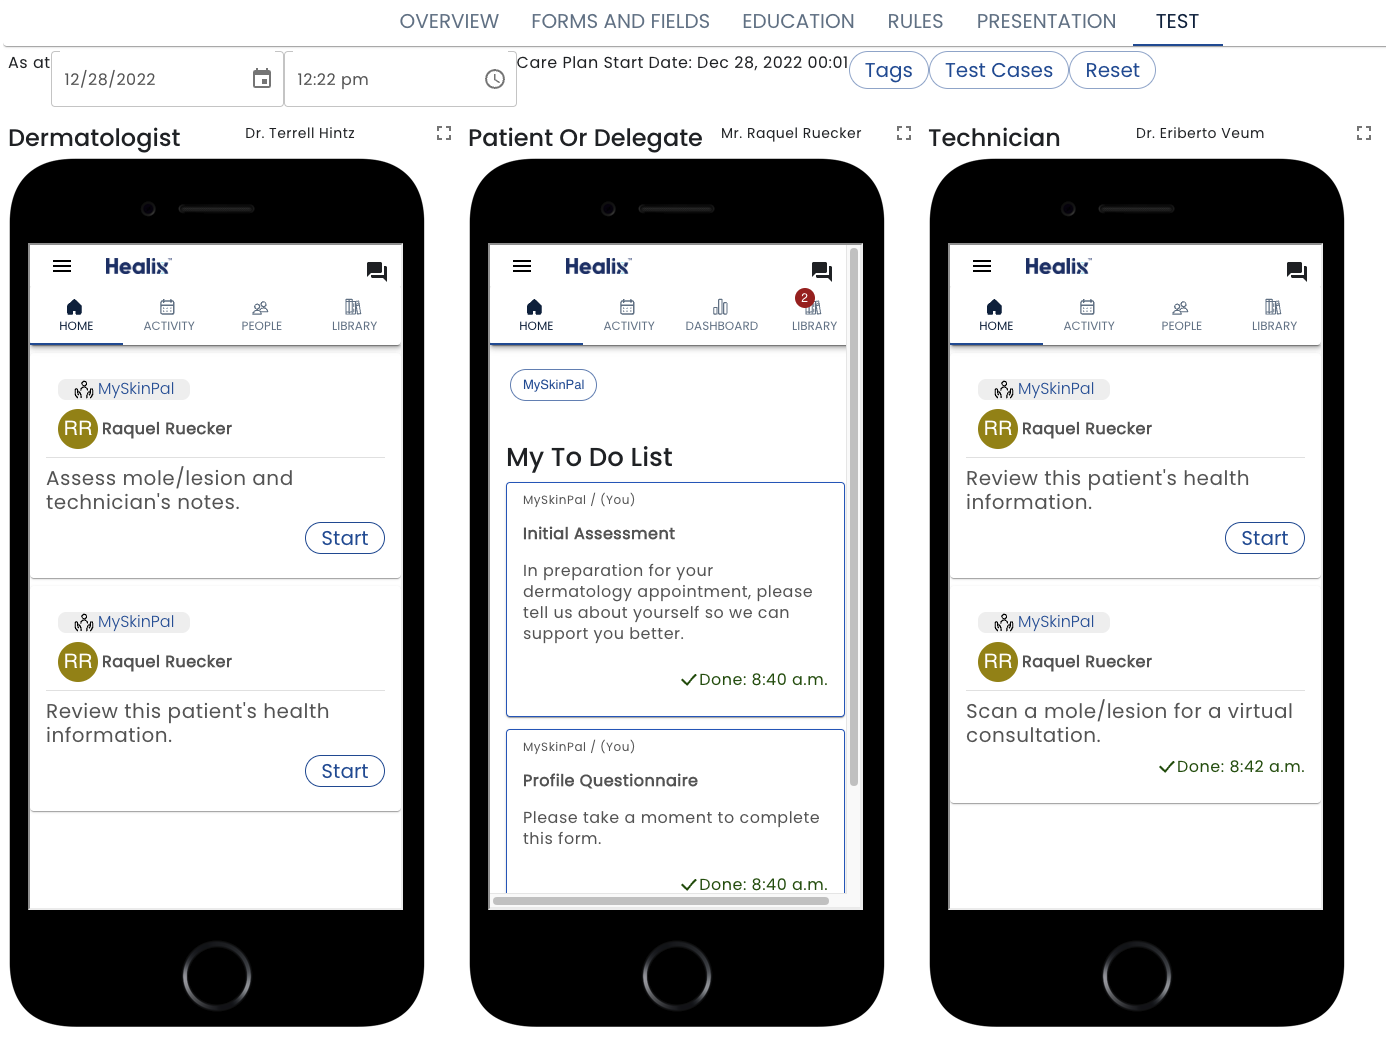 OVERVIEW FORMS AND FIELDS EDUCATION RULES PRESENTATION TEST
As at 12/28/2022 12:22 pm Care Plan Start Date: Dec 28, 2022 00:01 Tags Test Cases Reset
Dermatologist Dr. Terrell Hintz
Healix™
HOME ACTIVITY PEOPLE LIBRARY
MySkinPal
RR Raquel Ruecker
Assess mole/lesion and
technician's notes.
Start
MySkinPal
RR Raquel Ruecker
Review this patient's health
information.
Start
Patient Or Delegate Mr. Raquel Ruecker
Healix™
2
HOME ACTIVITY DASHBOARD LIBRARY
MySkinPal
My To Do List
MySkinPal / (You)
Initial Assessment
In preparation for your
dermatology appointment, please
tell us about yourself so we can
support you better.
Done: 8:40 a.m.
MySkinPal / (You)
Profile Questionnaire
Please take a moment to complete
this form.
Done: 8:40 a.m.
Technician Dr. Eriberto Veum
Healix™
HOME ACTIVITY PEOPLE LIBRARY
MySkinPal
RR Raquel Ruecker
Review this patient's health
information.
Start
MySkinPal
RR Raquel Ruecker
Scan a mole/lesion for a virtual
consultation.
Done: 8:42 a.m.